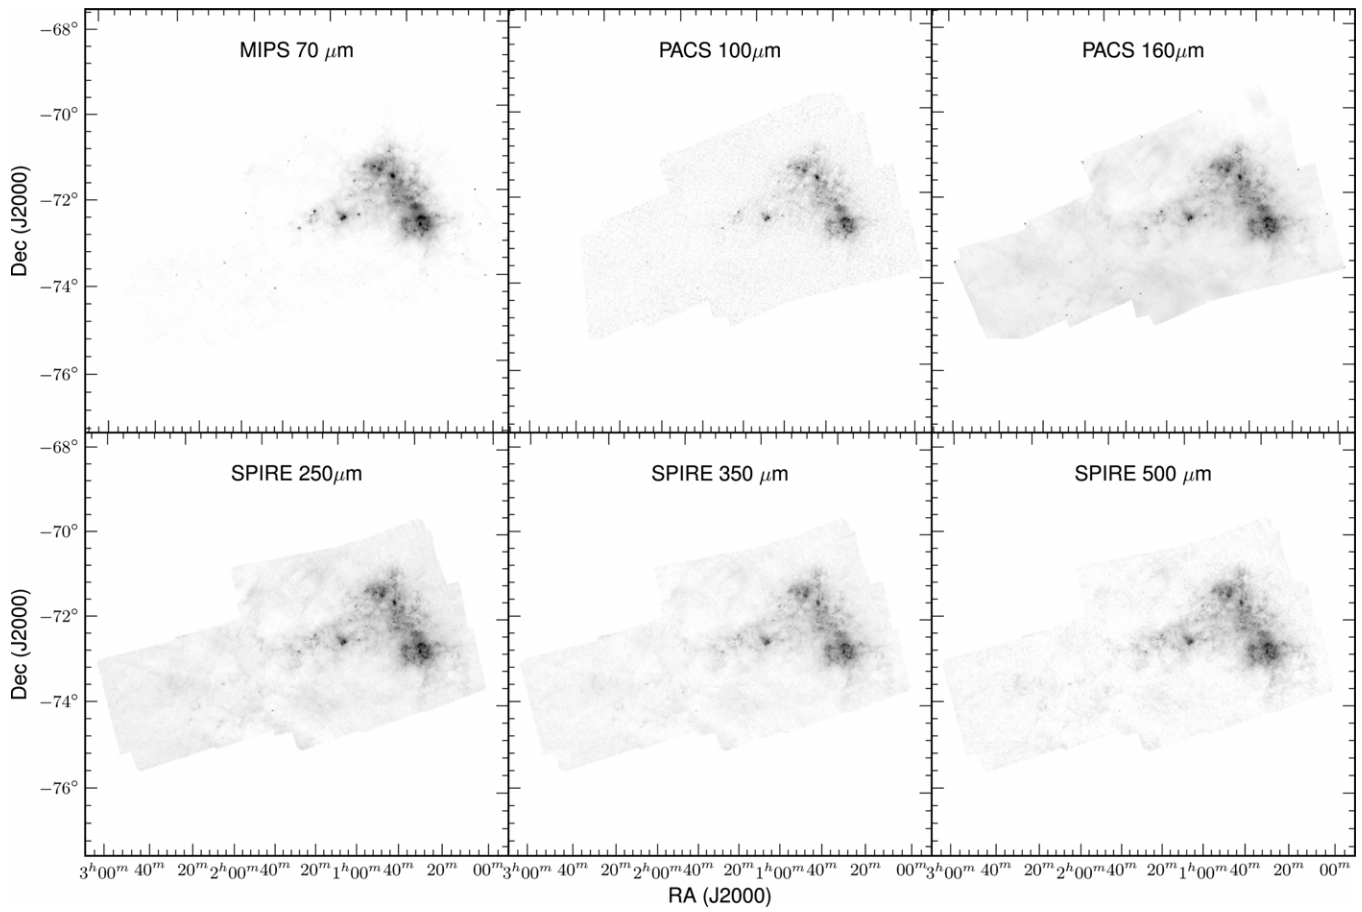 MIPS 70 μm
PACS 100μm
PACS 160μm
−68°
−70°
−72°
−74°
−76°
Dec (J2000)
SPIRE 250μm
SPIRE 350 μm
SPIRE 500 μm
−68°
−70°
−72°
−74°
−76°
Dec (J2000)
3ʰ00ᵐ 40ᵐ 20ᵐ 2ʰ00ᵐ 40ᵐ 20ᵐ 1ʰ00ᵐ 40ᵐ 20ᵐ 00ᵐ 3ʰ00ᵐ 40ᵐ 20ᵐ 2ʰ00ᵐ 40ᵐ 20ᵐ 1ʰ00ᵐ 40ᵐ 20ᵐ 00ᵐ 3ʰ00ᵐ 40ᵐ 20ᵐ 2ʰ00ᵐ 40ᵐ 20ᵐ 1ʰ00ᵐ 40ᵐ 20ᵐ 00ᵐ
RA (J2000)